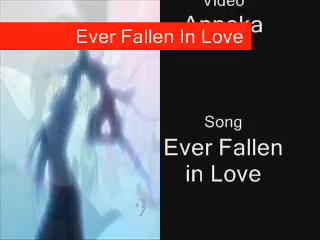 Video
Ever Fallen In Love
Song
Ever Fallen
in Love